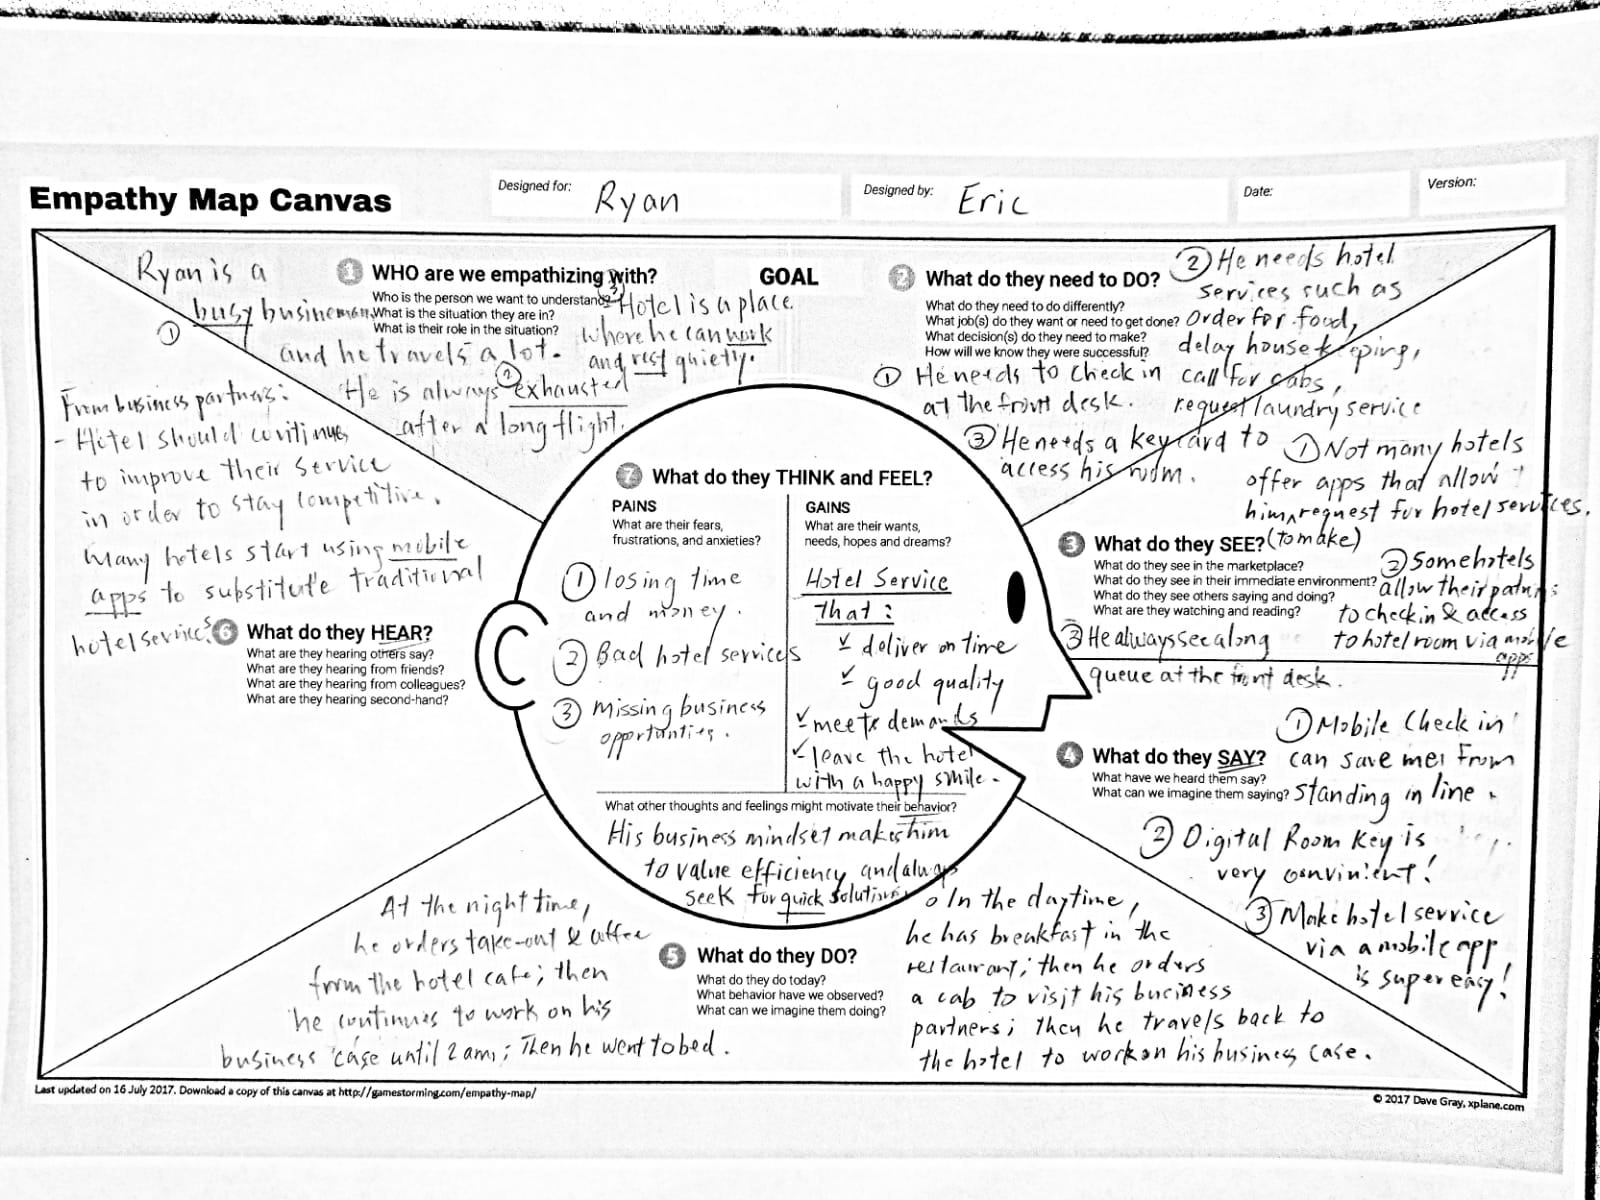 Empathy Map Canvas
Designed for: Ryan
Designed by: Eric
Date:
Version:
1 WHO are we empathizing with?
Who is the person we want to understand?
What is the situation they are in?
What is their role in the situation?
① Ryan is a
busy businessman,
and he travels a lot.
② He is always exhausted
after a long flight.
③ Hotel is a place
where he can work
and rest quietly.
GOAL
2 What do they need to DO?
What do they need to do differently?
What job(s) do they want or need to get done?
What decision(s) do they need to make?
How will we know they were successful?
① He needs to check in
at the front desk.
② He needs hotel
services such as
order for food,
delay housekeeping,
call for cabs,
request laundry service
③ He needs a keycard to
access his room.
3 What do they SEE?
What do they see in the marketplace?
What do they see in their immediate environment?
What do they see others saying and doing?
What are they watching and reading?
① Not many hotels
offer apps that allow
him ^ request for hotel services.
(to make)
② Some hotels
allow their patrons
to check in & access
to hotel room via mobile
apps
③ He always see a long
queue at the front desk.
4 What do they SAY?
What have we heard them say?
What can we imagine them saying?
① Mobile Check in
can save me from
standing in line.
② Digital Room Key is
very convinient!
③ Make hotel service
via a mobile app
is super easy!
5 What do they DO?
What do they do today?
What behavior have we observed?
What can we imagine them doing?
o In the daytime,
he has breakfast in the
restaurant; then he orders
a cab to visit his business
partners; then he travels back to
the hotel to work on his business case.
At the night time,
he orders take-out & coffee
from the hotel cafe; then
he continues to work on his
business case until 2 am; Then he went to bed.
6 What do they HEAR?
What are they hearing others say?
What are they hearing from friends?
What are they hearing from colleagues?
What are they hearing second-hand?
From business partners:
- Hotel should continue
to improve their service
in order to stay competitive.
Many hotels start using mobile
apps to substitute traditional
hotel services.
7 What do they THINK and FEEL?
PAINS
What are their fears,
frustrations, and anxieties?
① losing time
and money.
② Bad hotel services
③ missing business
opportunties.
GAINS
What are their wants,
needs, hopes and dreams?
Hotel Service
that:
✓ deliver on time
✓ good quality
✓ meets demands
✓ leave the hotel
with a happy smile.
What other thoughts and feelings might motivate their behavior?
His business mindset makes him
to value efficiency and always
seek for quick solutions
Last updated on 16 July 2017. Download a copy of this canvas at http://gamestorming.com/empathy-map/
© 2017 Dave Gray, xplane.com